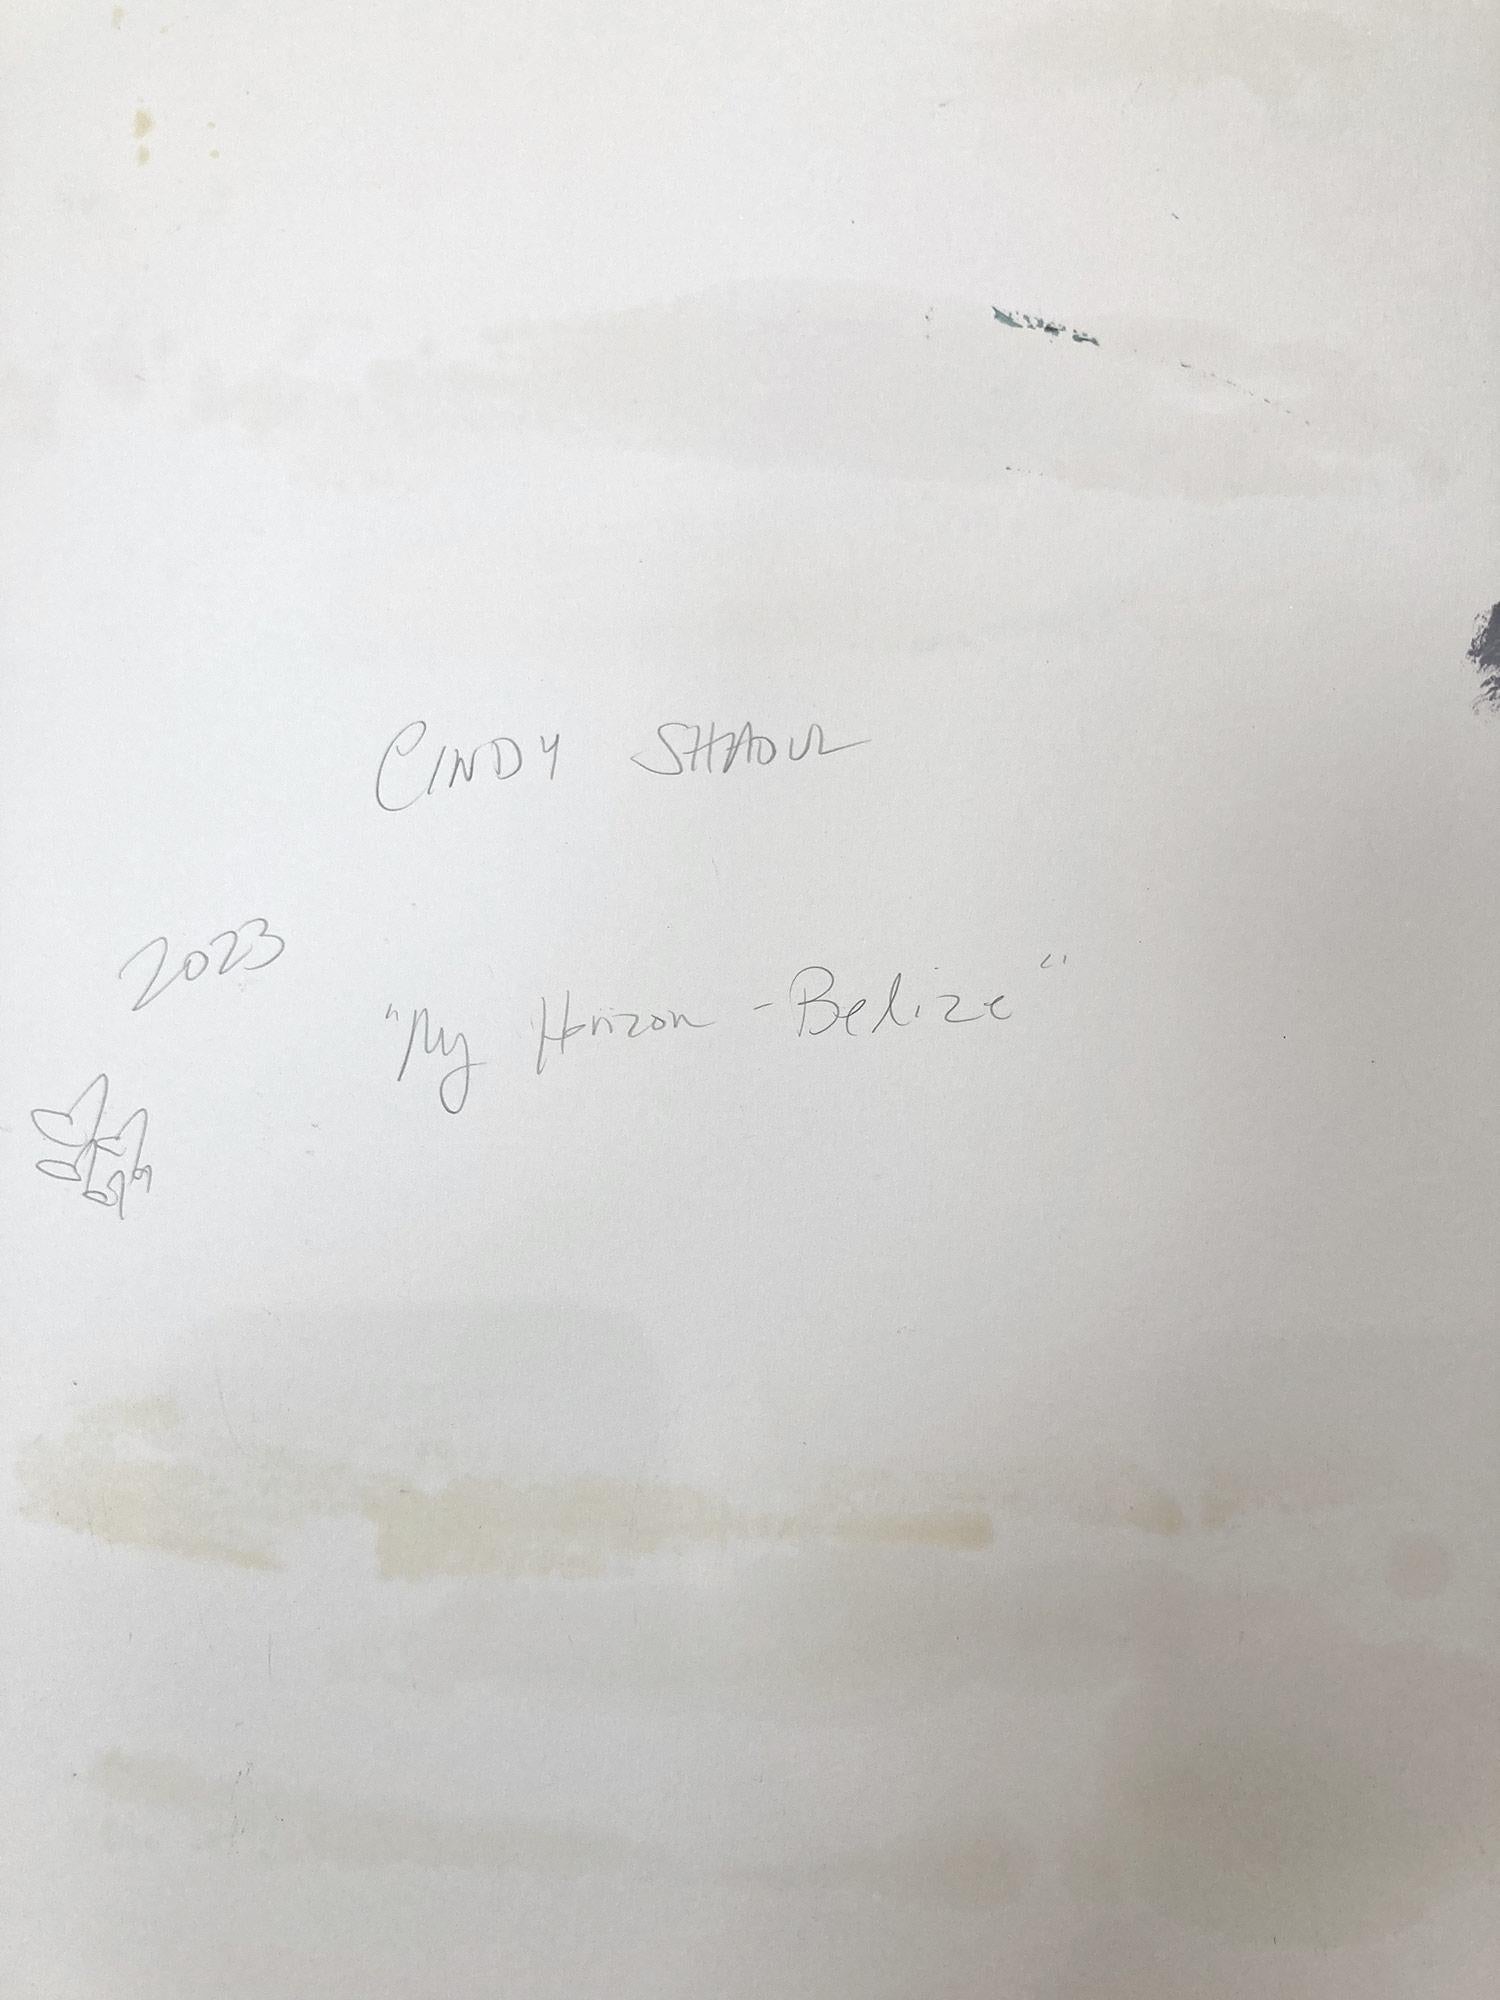 CINDY SHAOUL
2023
"My Horizon - Belize"